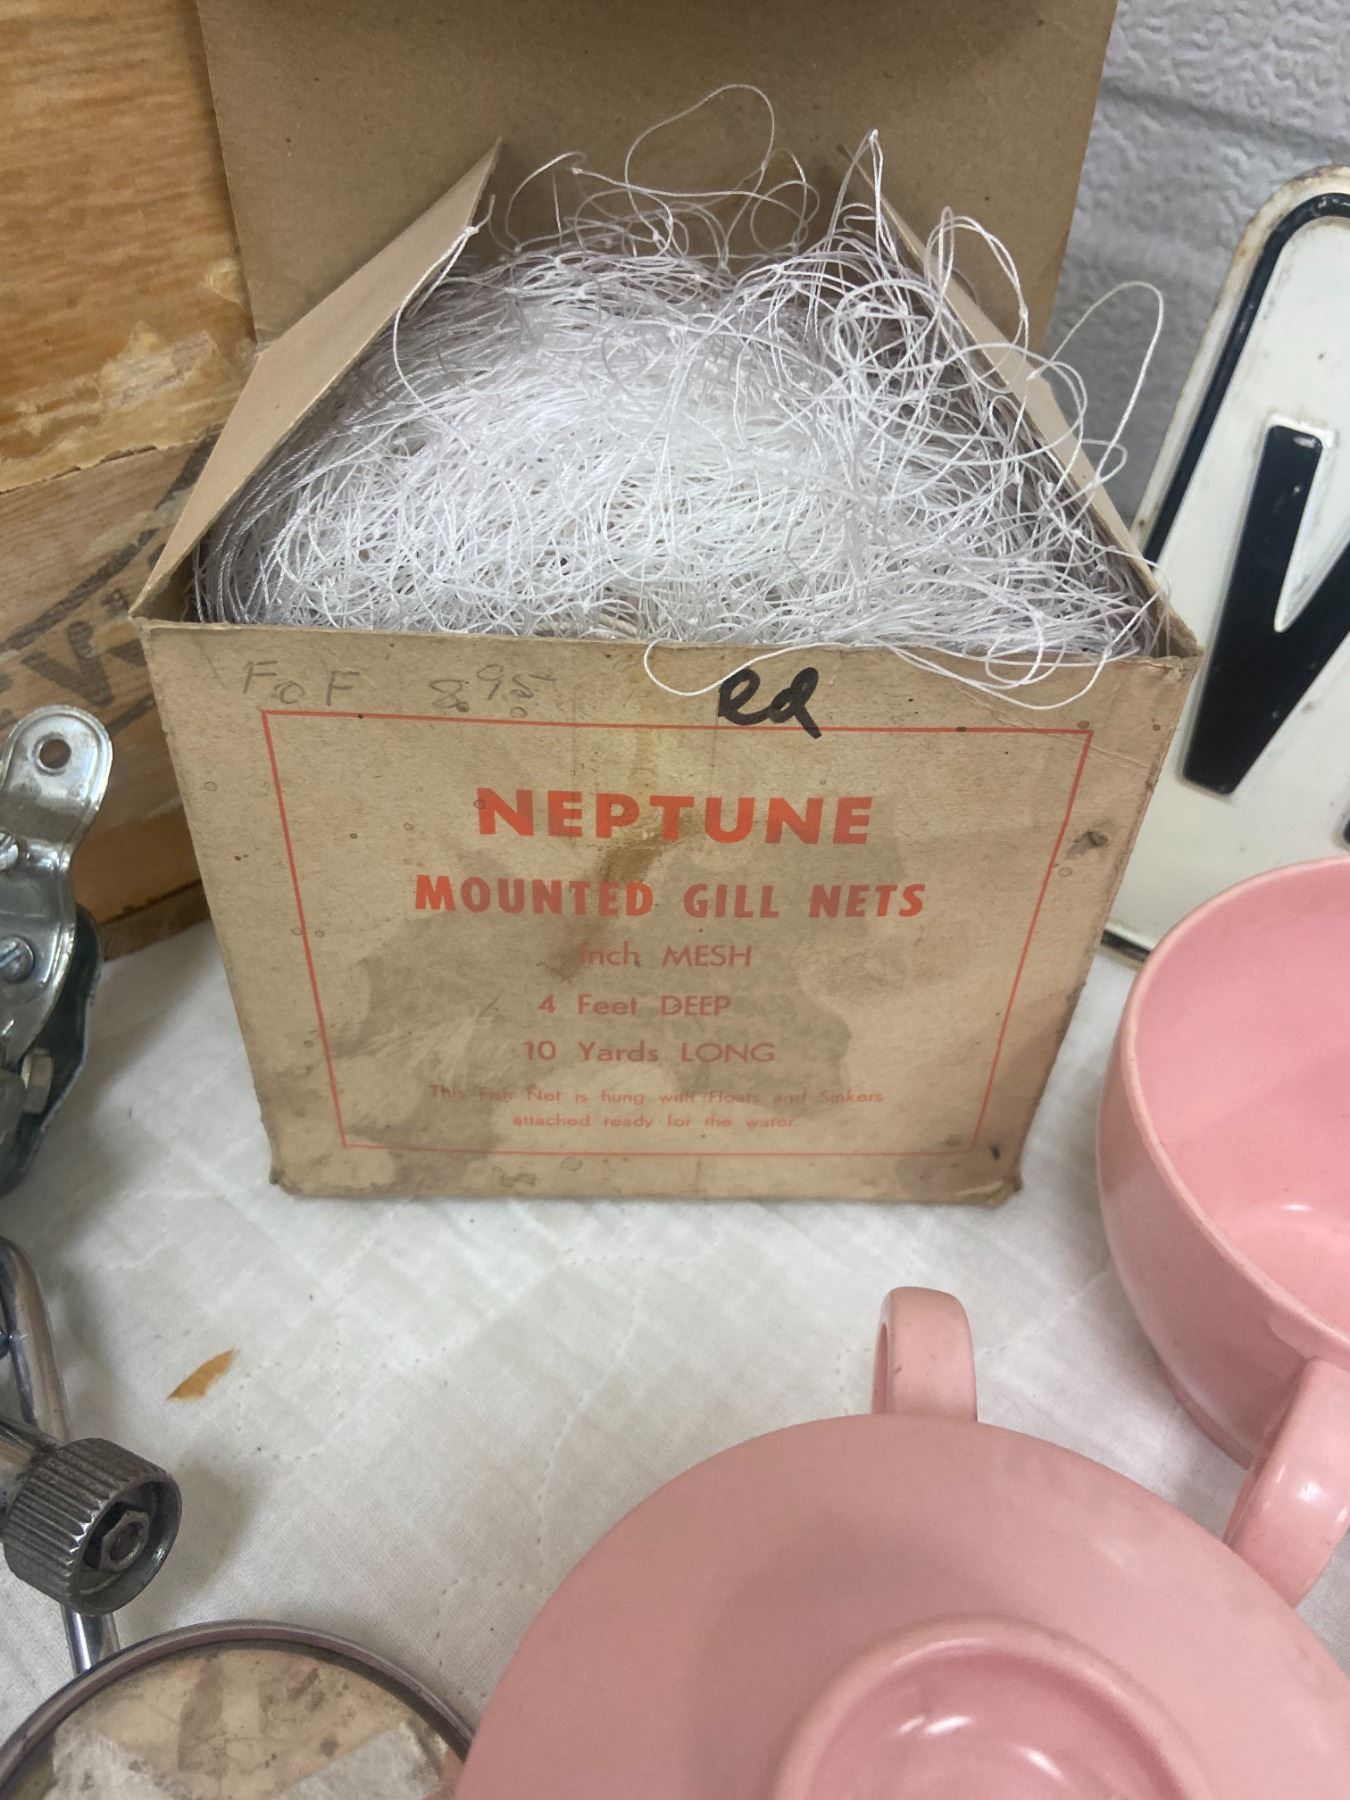 F o F 8.95 ed
NEPTUNE
MOUNTED GILL NETS
Inch MESH
4 Feet DEEP
10 Yards LONG
This Fish Net is hung with Floats and Sinkers
attached ready for the water.